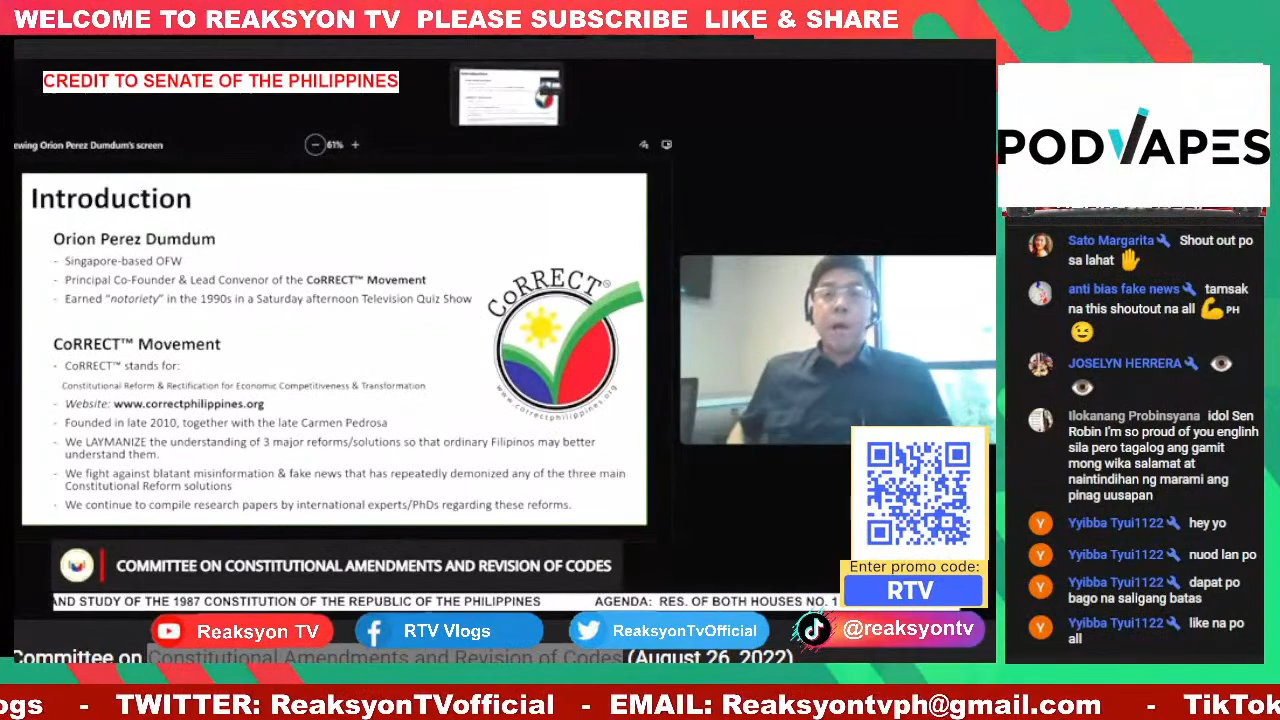 WELCOME TO REAKSYON TV PLEASE SUBSCRIBE LIKE & SHARE
CREDIT TO SENATE OF THE PHILIPPINES
ewing Orion Perez Dumdum's screen
61%
Introduction
Orion Perez Dumdum
- Singapore-based OFW
- Principal Co-Founder & Lead Convenor of the CoRRECT™ Movement
- Earned "notoriety" in the 1990s in a Saturday afternoon Television Quiz Show
CoRRECT™ Movement
- CoRRECT™ stands for:
Constitutional Reform & Rectification for Economic Competitiveness & Transformation
- Website: www.correctphilippines.org
- Founded in late 2010, together with the late Carmen Pedrosa
- We LAYMANIZE the understanding of 3 major reforms/solutions so that ordinary Filipinos may better
understand them.
- We fight against blatant misinformation & fake news that has repeatedly demonized any of the three main
Constitutional Reform solutions
- We continue to compile research papers by international experts/PhDs regarding these reforms.
CoRRECT
www.correctphilippines.org
COMMITTEE ON CONSTITUTIONAL AMENDMENTS AND REVISION OF CODES
AND STUDY OF THE 1987 CONSTITUTION OF THE REPUBLIC OF THE PHILIPPINES AGENDA: RES. OF BOTH HOUSES NO. 1
Enter promo code:
RTV
Reaksyon TV
RTV Vlogs
ReaksyonTvOfficial
@reaksyontv
Committee on Constitutional Amendments and Revision of Codes (August 26, 2022)
PODVAPES
Sato Margarita Shout out po
sa lahat
anti bias fake news tamsak
na this shoutout na all PH
JOSELYN HERRERA
Ilokanang Probinsyana idol Sen
Robin I'm so proud of you englinh
sila pero tagalog ang gamit
mong wika salamat at
naintindihan ng marami ang
pinag uusapan
Y Yyibba Tyui1122 hey yo
Y Yyibba Tyui1122 nuod lan po
Y Yyibba Tyui1122 dapat po
bago na saligang batas
Y Yyibba Tyui1122 like na po
all
ogs - TWITTER: ReaksyonTVofficial - EMAIL: Reaksyontvph@gmail.com - TikTok